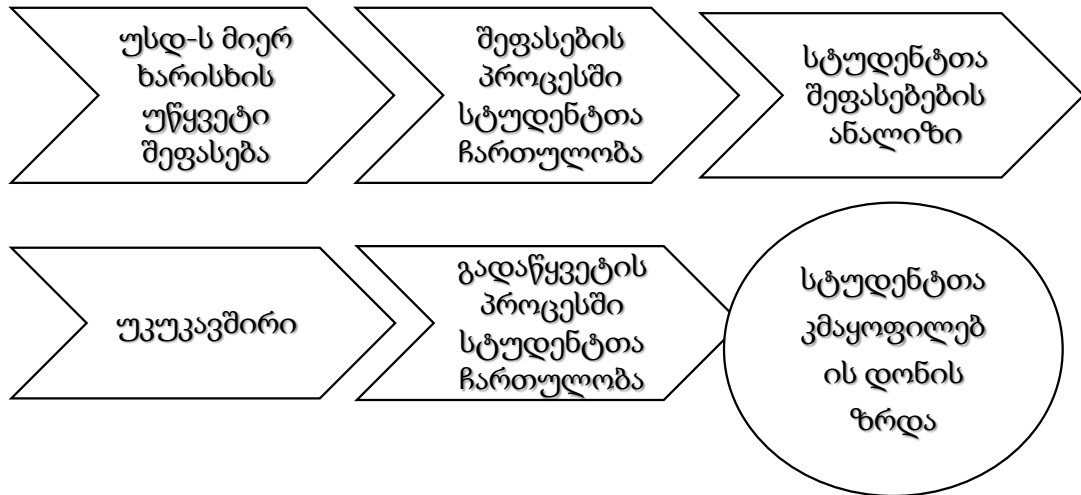 უსდ-ს მიერ
ხარისხის
უწყვეტი
შეფასება
შეფასების
პროცესში
სტუდენტთა
ჩართულობა
სტუდენტთა
შეფასებების
ანალიზი
უკუკავშირი
გადაწყვეტის
პროცესში
სტუდენტთა
ჩართულობა
სტუდენტთა
კმაყოფილებ
ის დონის
ზრდა